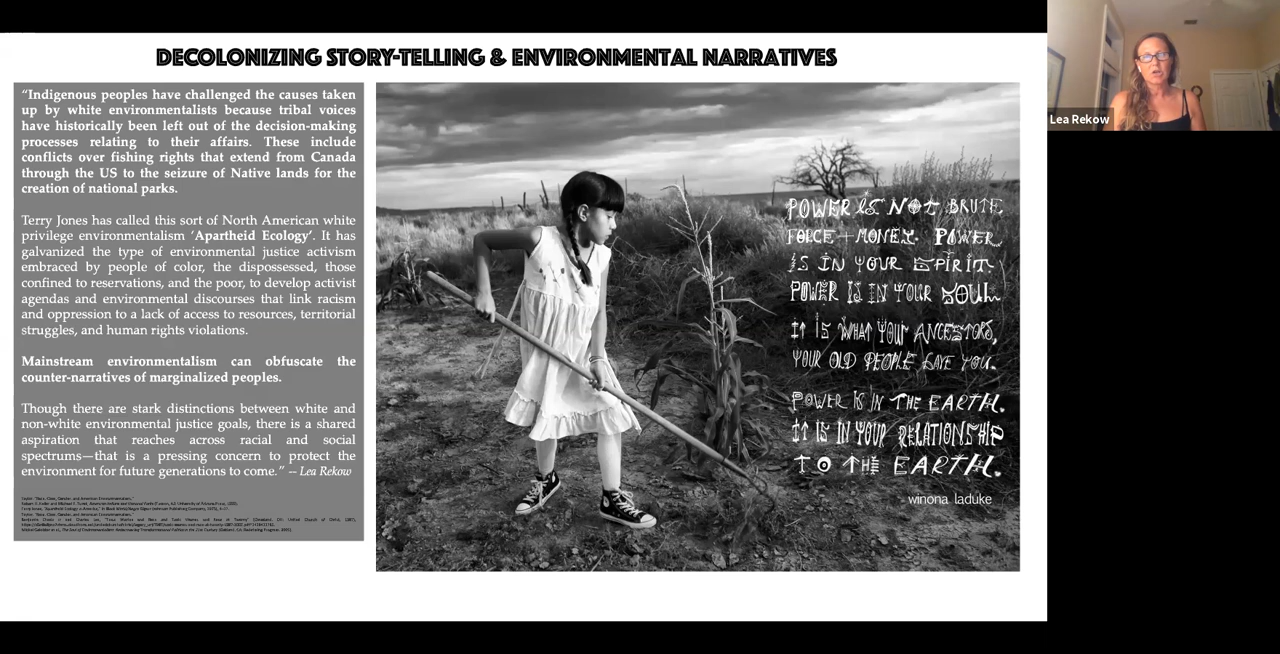 DECOLONIZING STORY-TELLING & ENVIRONMENTAL NARRATIVES
“Indigenous peoples have challenged the causes taken
up by white environmentalists because tribal voices
have historically been left out of the decision-making
processes relating to their affairs. These include
conflicts over fishing rights that extend from Canada
through the US to the seizure of Native lands for the
creation of national parks.
Terry Jones has called this sort of North American white
privilege environmentalism ‘Apartheid Ecology’. It has
galvanized the type of environmental justice activism
embraced by people of color, the dispossessed, those
confined to reservations, and the poor, to develop activist
agendas and environmental discourses that link racism
and oppression to a lack of access to resources, territorial
struggles, and human rights violations.
Mainstream environmentalism can obfuscate the
counter-narratives of marginalized peoples.
Though there are stark distinctions between white and
non-white environmental justice goals, there is a shared
aspiration that reaches across racial and social
spectrums—that is a pressing concern to protect the
environment for future generations to come.” – Lea Rekow
POWER IS NOT BRUTE
FORCE + MONEY. POWER
IS IN YOUR SPIRIT.
POWER IS IN YOUR SOUL.
IT IS WHAT YOUR ANCESTORS,
YOUR OLD PEOPLE GAVE YOU.
POWER IS IN THE EARTH.
IT IS IN YOUR RELATIONSHIP
TO THE EARTH.
- winona laduke
Lea Rekow